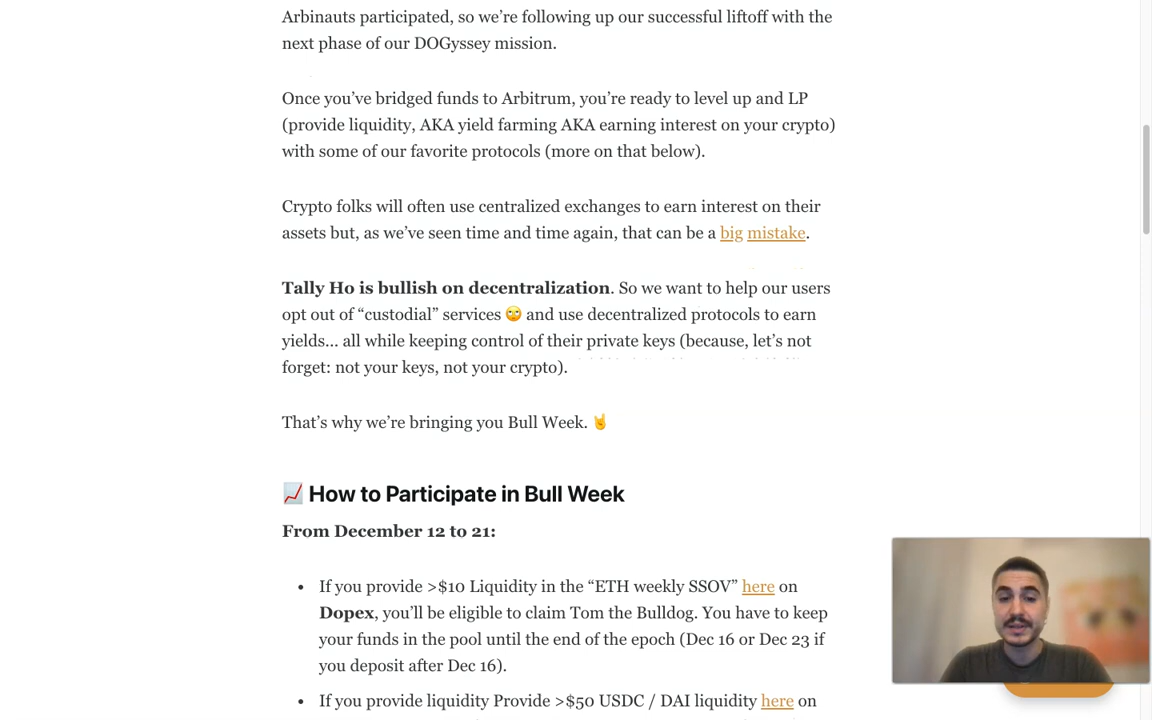 Arbinauts participated, so we’re following up our successful liftoff with the
next phase of our DOGyssey mission.
Once you’ve bridged funds to Arbitrum, you’re ready to level up and LP
(provide liquidity, AKA yield farming AKA earning interest on your crypto)
with some of our favorite protocols (more on that below).
Crypto folks will often use centralized exchanges to earn interest on their
assets but, as we’ve seen time and time again, that can be a big mistake.
Tally Ho is bullish on decentralization. So we want to help our users
opt out of “custodial” services 🙄 and use decentralized protocols to earn
yields... all while keeping control of their private keys (because, let’s not
forget: not your keys, not your crypto).
That’s why we’re bringing you Bull Week. 🤘
📈 How to Participate in Bull Week
From December 12 to 21:
• If you provide >$10 Liquidity in the “ETH weekly SSOV” here on
Dopex, you’ll be eligible to claim Tom the Bulldog. You have to keep
your funds in the pool until the end of the epoch (Dec 16 or Dec 23 if
you deposit after Dec 16).
• If you provide liquidity Provide >$50 USDC / DAI liquidity here on